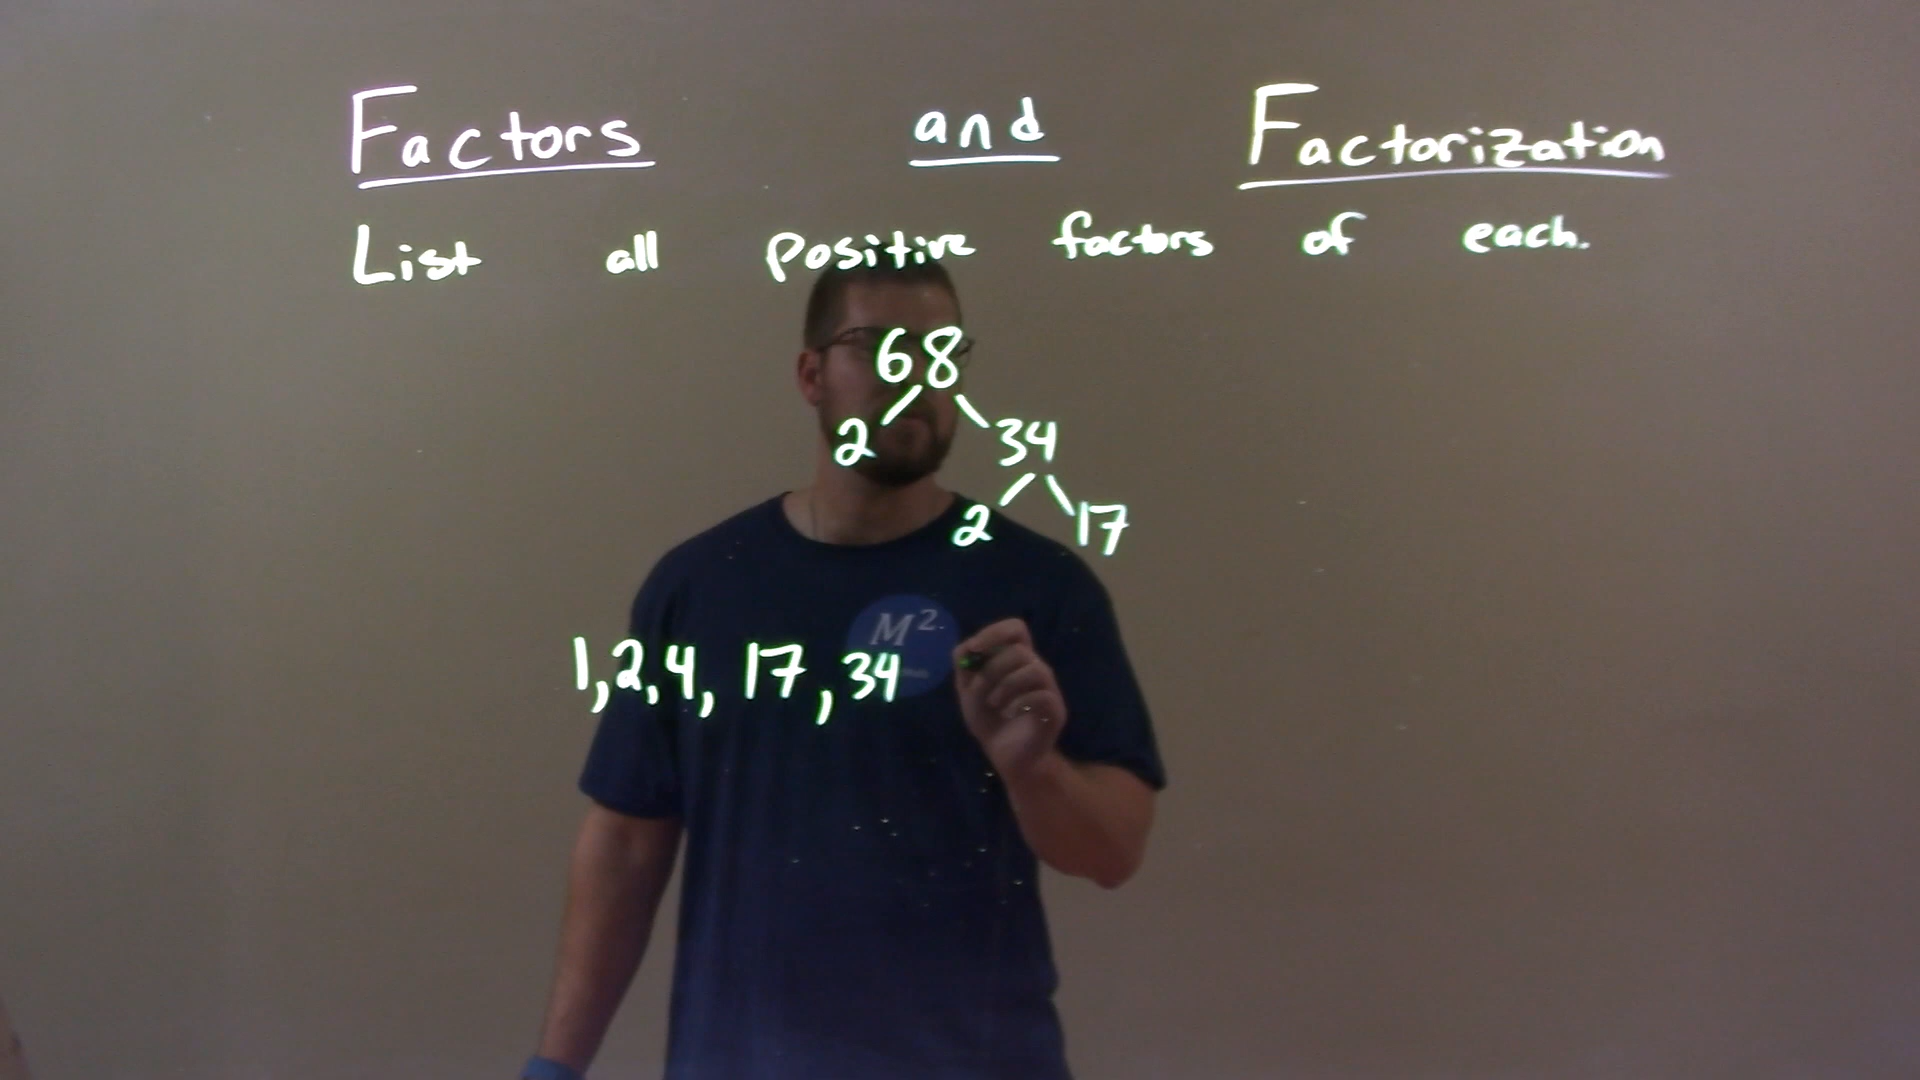 Factors and Factorization
List all positive factors of each.
68
2 34
2 17
M².
1, 2, 4, 17, 34